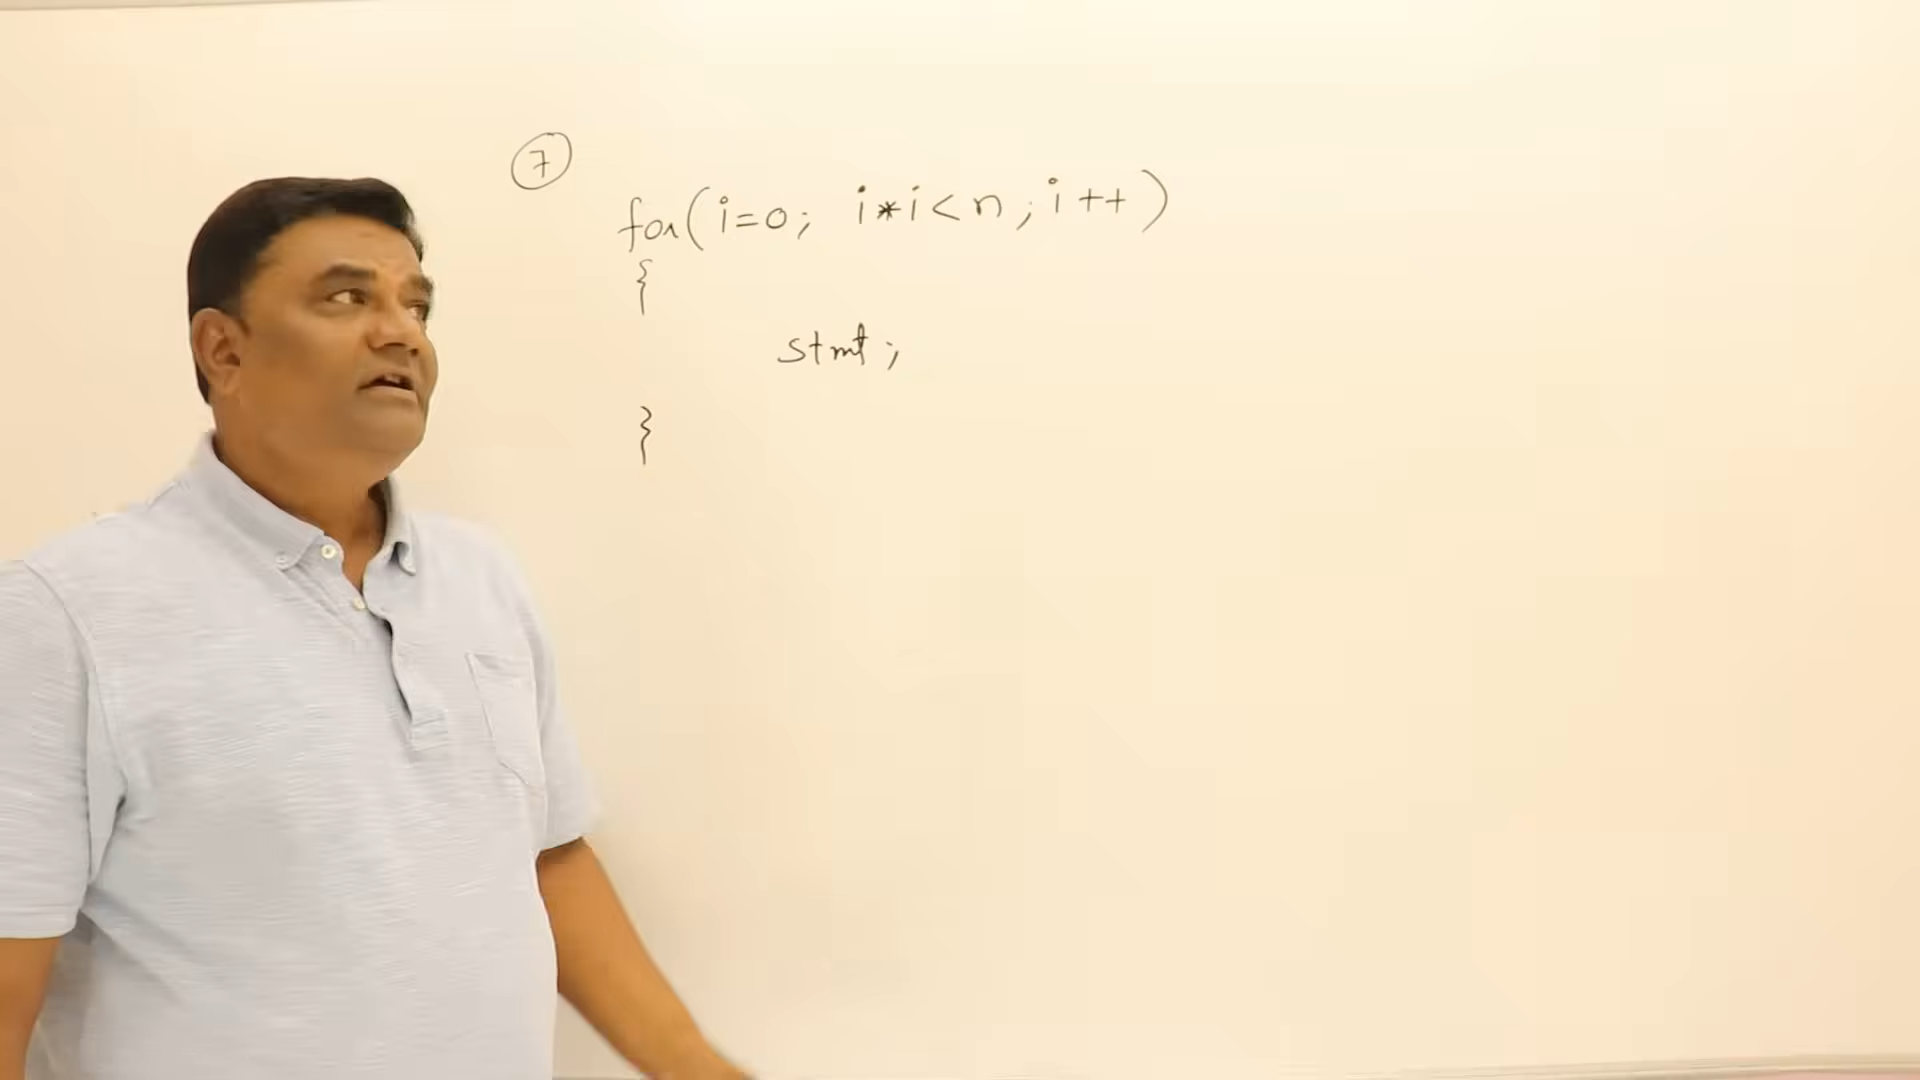 7
for(i=0; i*i<n;i++)
{
stmt;
}